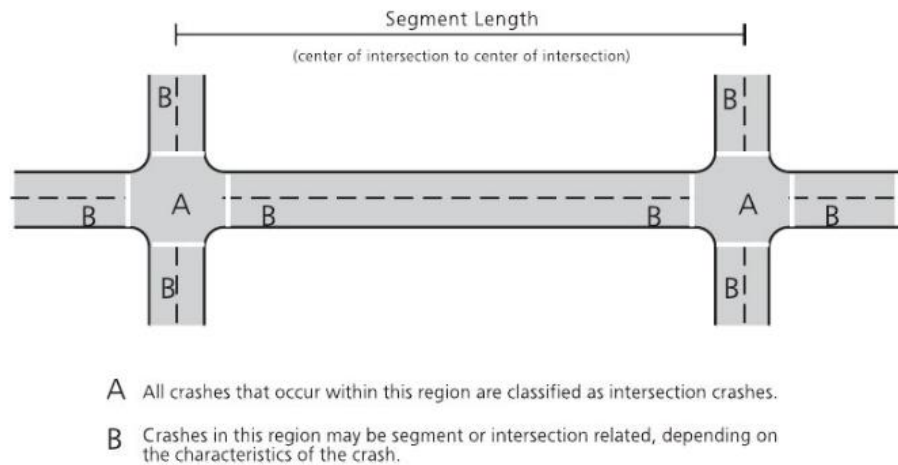 Segment Length
(center of intersection to center of intersection)
B
B
A
A
B
B
B
B
B
B
A All crashes that occur within this region are classified as intersection crashes.
B Crashes in this region may be segment or intersection related, depending on
the characteristics of the crash.